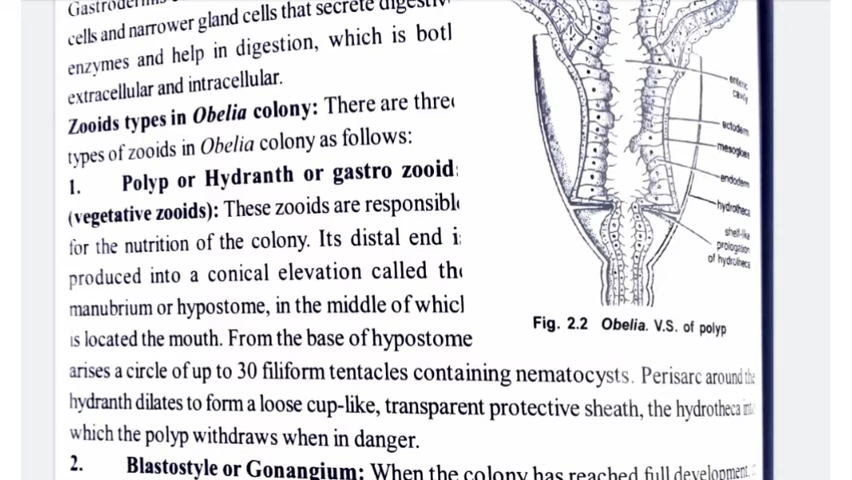 Gastroderm
cells and narrower gland cells that secrete digestiv
enzymes and help in digestion, which is botl
extracellular and intracellular.
Zooids types in Obelia colony: There are three
types of zooids in Obelia colony as follows:
1. Polyp or Hydranth or gastro zooid
(vegetative zooids): These zooids are responsible
for the nutrition of the colony. Its distal end is
produced into a conical elevation called the
manubrium or hypostome, in the middle of which
is located the mouth. From the base of hypostome
arises a circle of up to 30 filiform tentacles containing nematocysts. Perisarc around the
hydranth dilates to form a loose cup-like, transparent protective sheath, the hydrotheca into
which the polyp withdraws when in danger.
2. Blastostyle or Gonangium: When the colony has reached full development.
enteric
cavity
ectoderm
mesogloea
endoderm
hydrotheca
shelf-like
prologation
of hydrotheca
Fig. 2.2 Obelia. V.S. of polyp